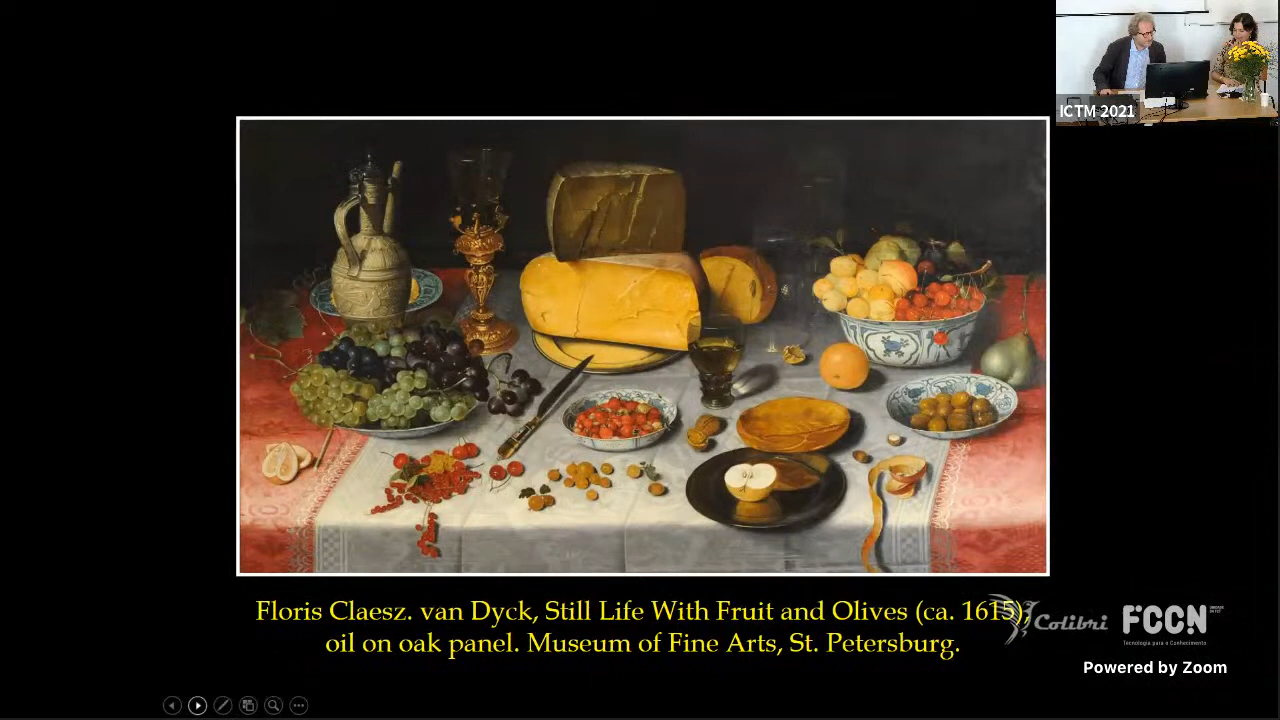 ICTM 2021
Floris Claesz. van Dyck, Still Life With Fruit and Olives (ca. 1615),
oil on oak panel. Museum of Fine Arts, St. Petersburg.
Colibri
FCCN
Tecnologia para o Conhecimento
Powered by Zoom